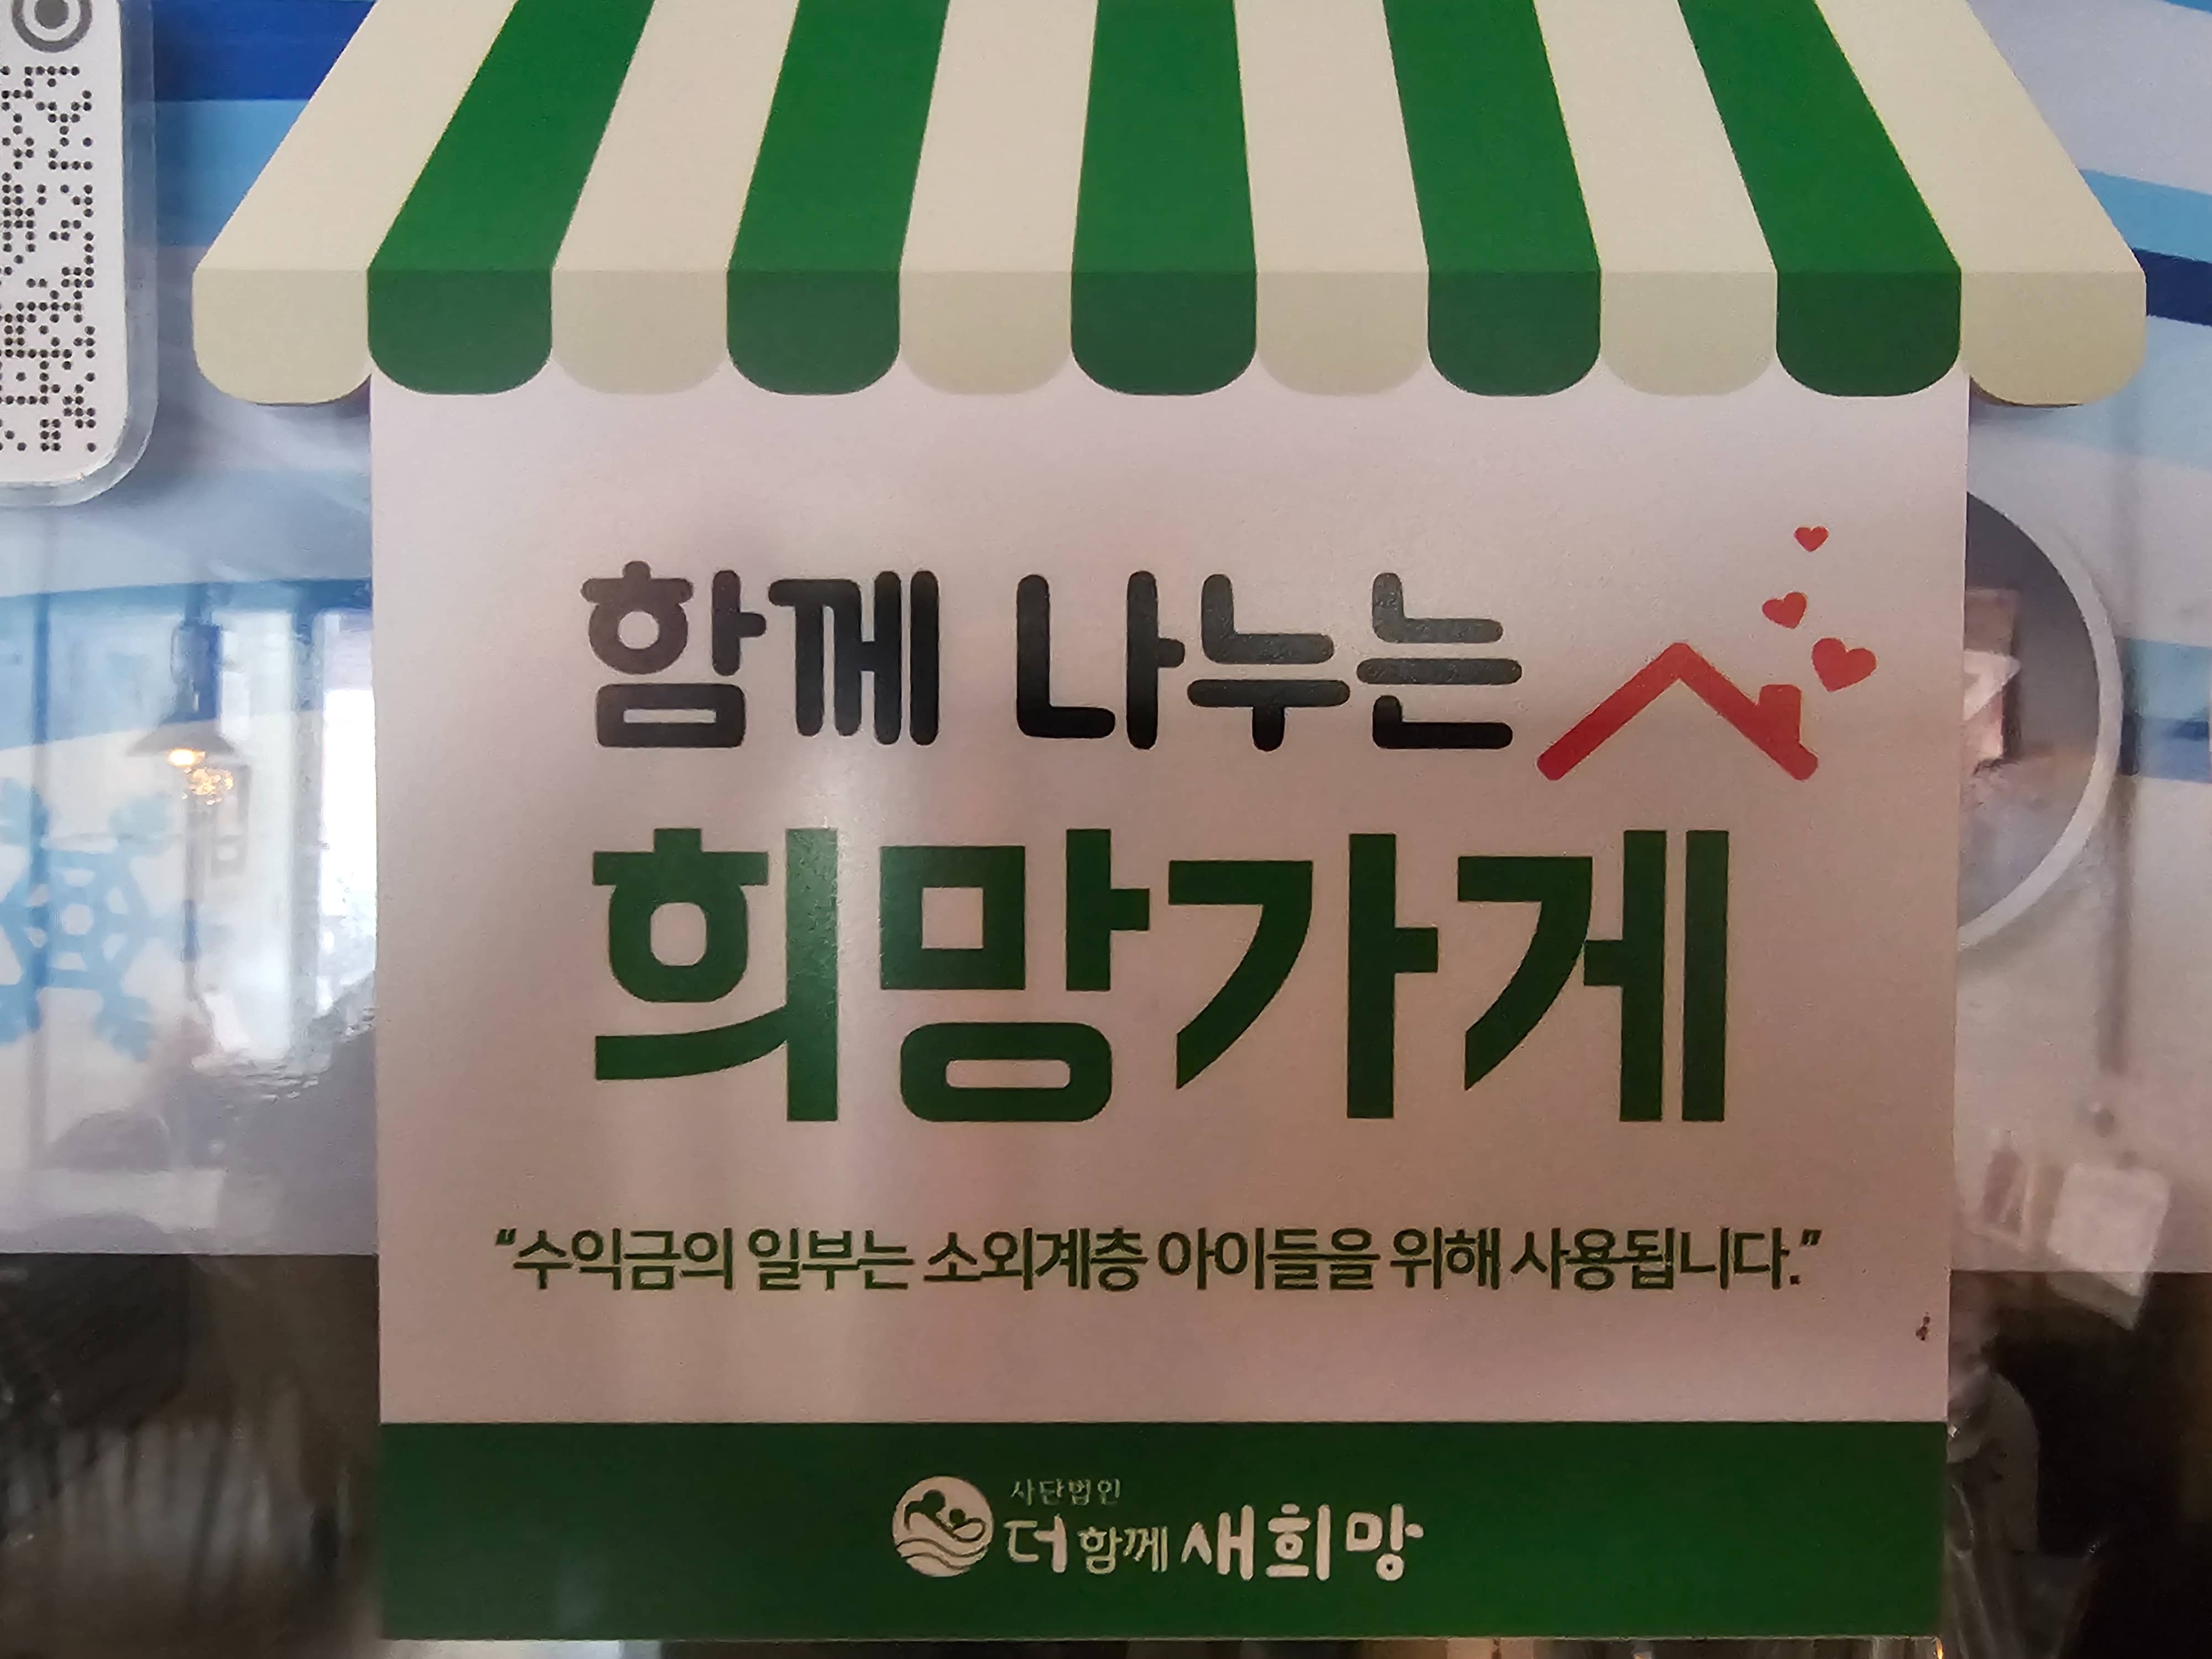 함께 나누는
희망가게
“수익금의 일부는 소외계층 아이들을 위해 사용됩니다.”
사단법인
더 함께 새희망